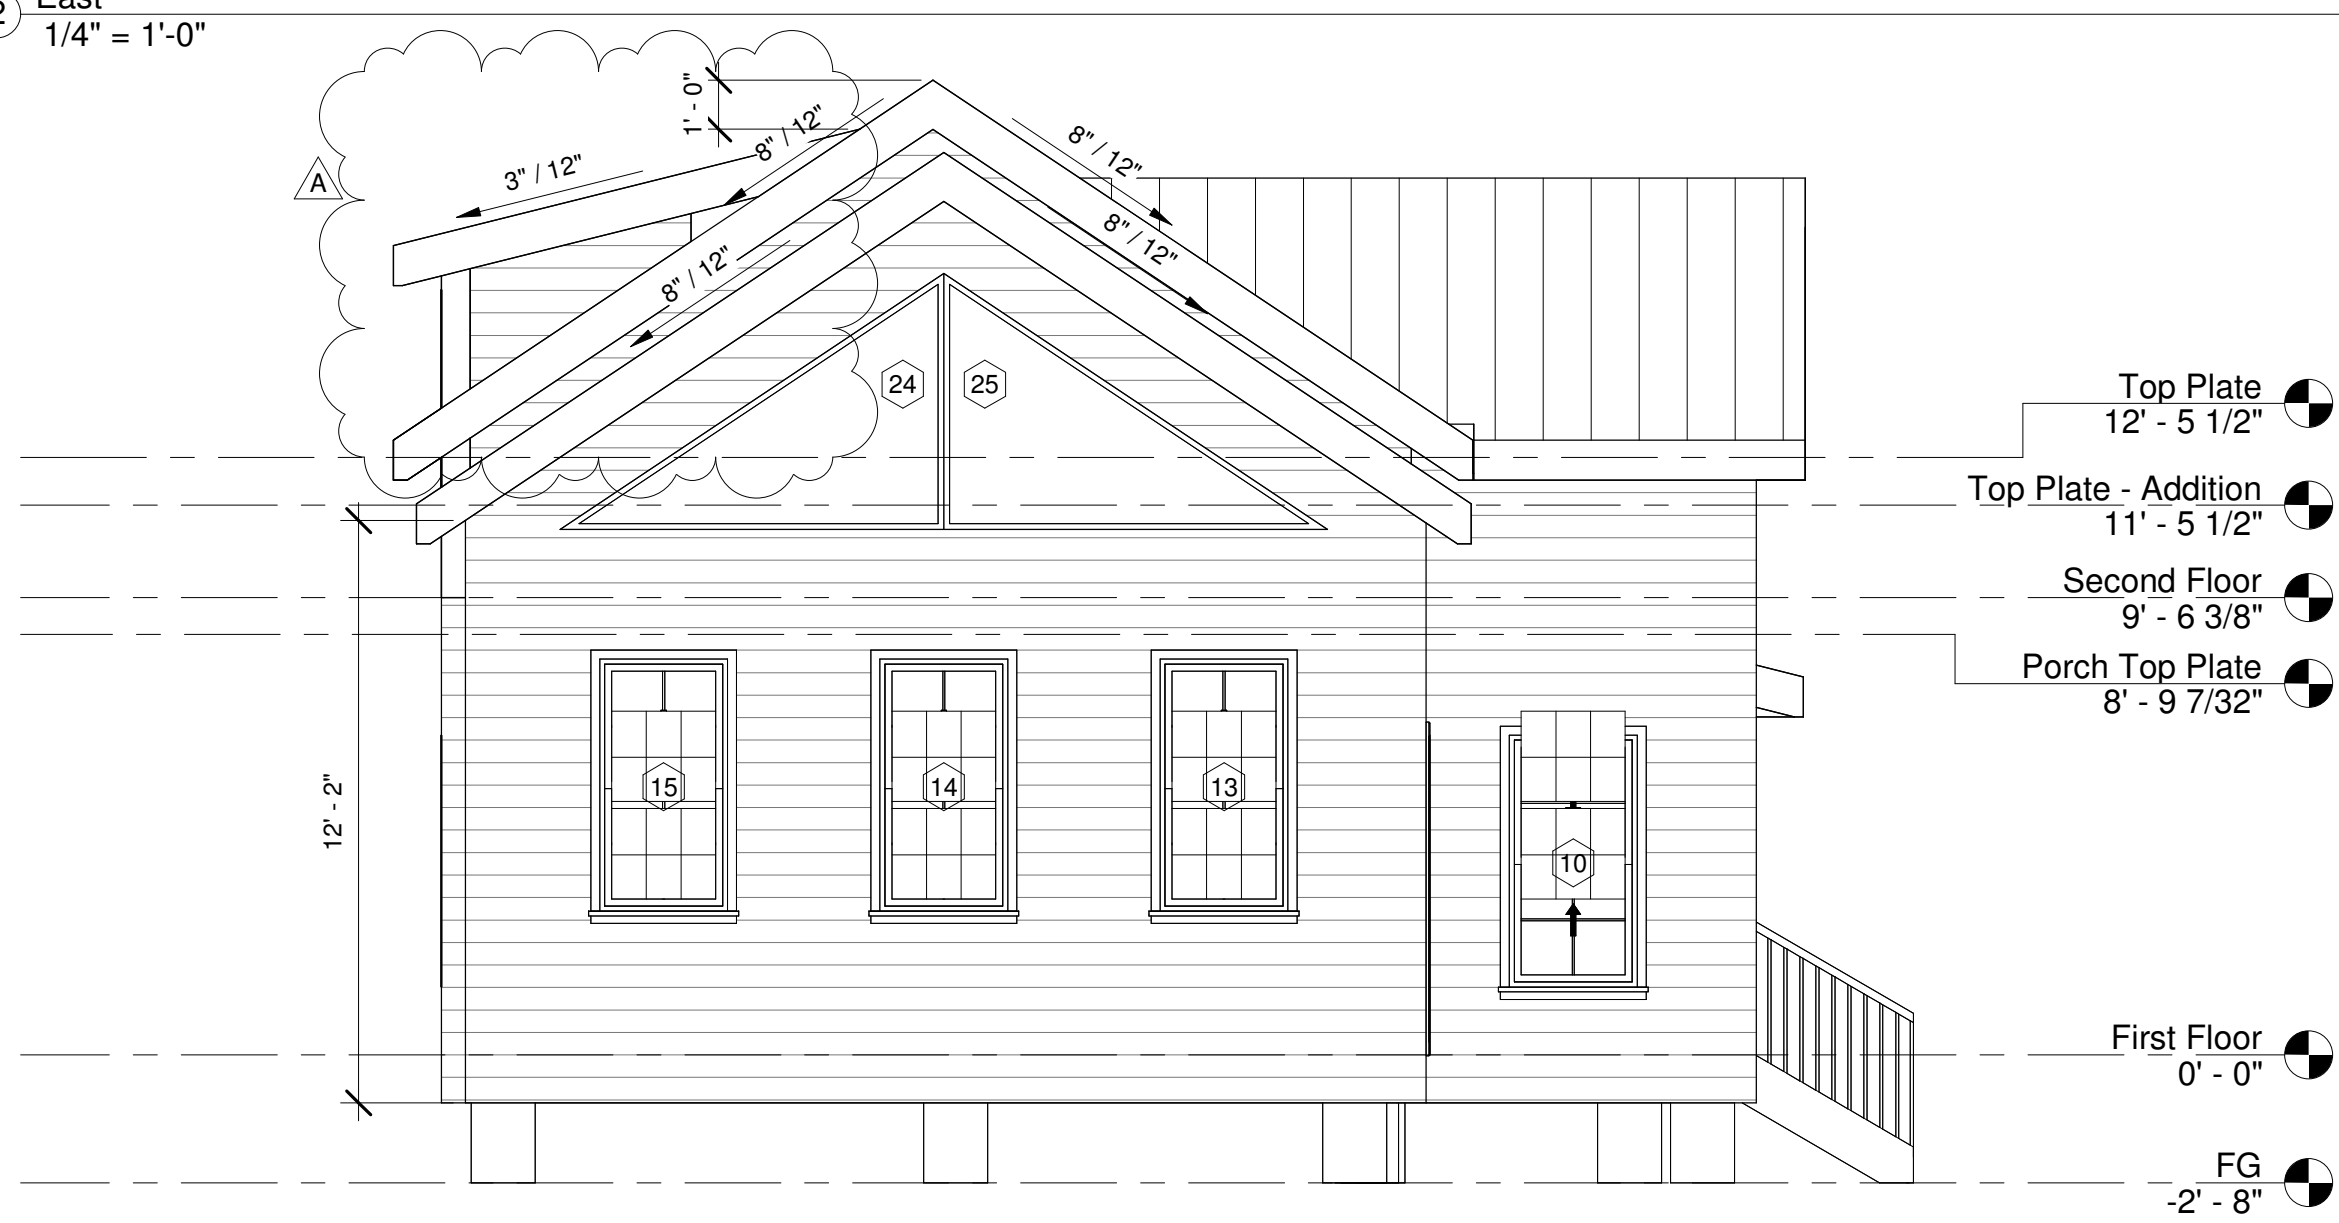 2
East
1/4" = 1'-0"
1' - 0"
8" / 12"
8" / 12"
3" / 12"
A
8" / 12"
8" / 12"
24
25
Top Plate
12' - 5 1/2"
Top Plate - Addition
11' - 5 1/2"
Second Floor
9' - 6 3/8"
Porch Top Plate
8' - 9 7/32"
12' - 2"
15
14
13
10
First Floor
0' - 0"
FG
-2' - 8"